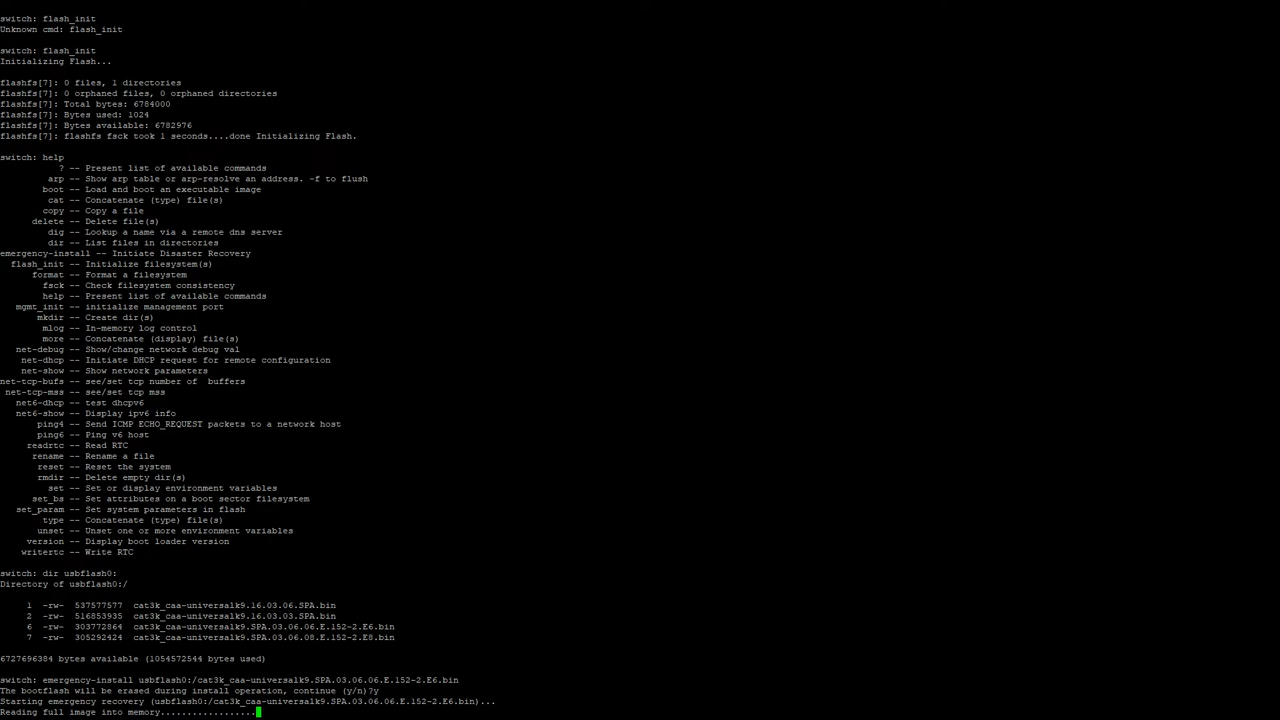 switch: flash_init
Unknown cmd: flash_init
switch: flash_init
Initializing Flash...
flashfs[7]: 0 files, 1 directories
flashfs[7]: 0 orphaned files, 0 orphaned directories
flashfs[7]: Total bytes: 6784000
flashfs[7]: Bytes used: 1024
flashfs[7]: Bytes available: 6782976
flashfs[7]: flashfs fsck took 1 seconds....done Initializing Flash.
switch: help
? -- Present list of available commands
arp -- Show arp table or arp-resolve an address. -f to flush
boot -- Load and boot an executable image
cat -- Concatenate (type) file(s)
copy -- Copy a file
delete -- Delete file(s)
dig -- Lookup a name via a remote dns server
dir -- List files in directories
emergency-install -- Initiate Disaster Recovery
flash_init -- Initialize filesystem(s)
format -- Format a filesystem
fsck -- Check filesystem consistency
help -- Present list of available commands
mgmt_init -- initialize management port
mkdir -- Create dir(s)
mlog -- In-memory log control
more -- Concatenate (display) file(s)
net-debug -- Show/change network debug val
net-dhcp -- Initiate DHCP request for remote configuration
net-show -- Show network parameters
net-tcp-bufs -- see/set tcp number of  buffers
net-tcp-mss -- see/set tcp mss
net6-dhcp -- test dhcpv6
net6-show -- Display ipv6 info
ping4 -- Send ICMP ECHO_REQUEST packets to a network host
ping6 -- Ping v6 host
readrtc -- Read RTC
rename -- Rename a file
reset -- Reset the system
rmdir -- Delete empty dir(s)
set -- Set or display environment variables
set_bs -- Set attributes on a boot sector filesystem
set_param -- Set system parameters in flash
type -- Concatenate (type) file(s)
unset -- Unset one or more environment variables
version -- Display boot loader version
writertc -- Write RTC
switch: dir usbflash0:
Directory of usbflash0:/
1  -rw-  537577577  cat3k_caa-universalk9.16.03.06.SPA.bin
2  -rw-  516853935  cat3k_caa-universalk9.16.03.03.SPA.bin
6  -rw-  303772864  cat3k_caa-universalk9.SPA.03.06.06.E.152-2.E6.bin
7  -rw-  305292424  cat3k_caa-universalk9.SPA.03.06.08.E.152-2.E8.bin
6727696384 bytes available (1054572544 bytes used)
switch: emergency-install usbflash0:/cat3k_caa-universalk9.SPA.03.06.06.E.152-2.E6.bin
The bootflash will be erased during install operation, continue (y/n)?y
Starting emergency recovery (usbflash0:/cat3k_caa-universalk9.SPA.03.06.06.E.152-2.E6.bin)...
Reading full image into memory..................